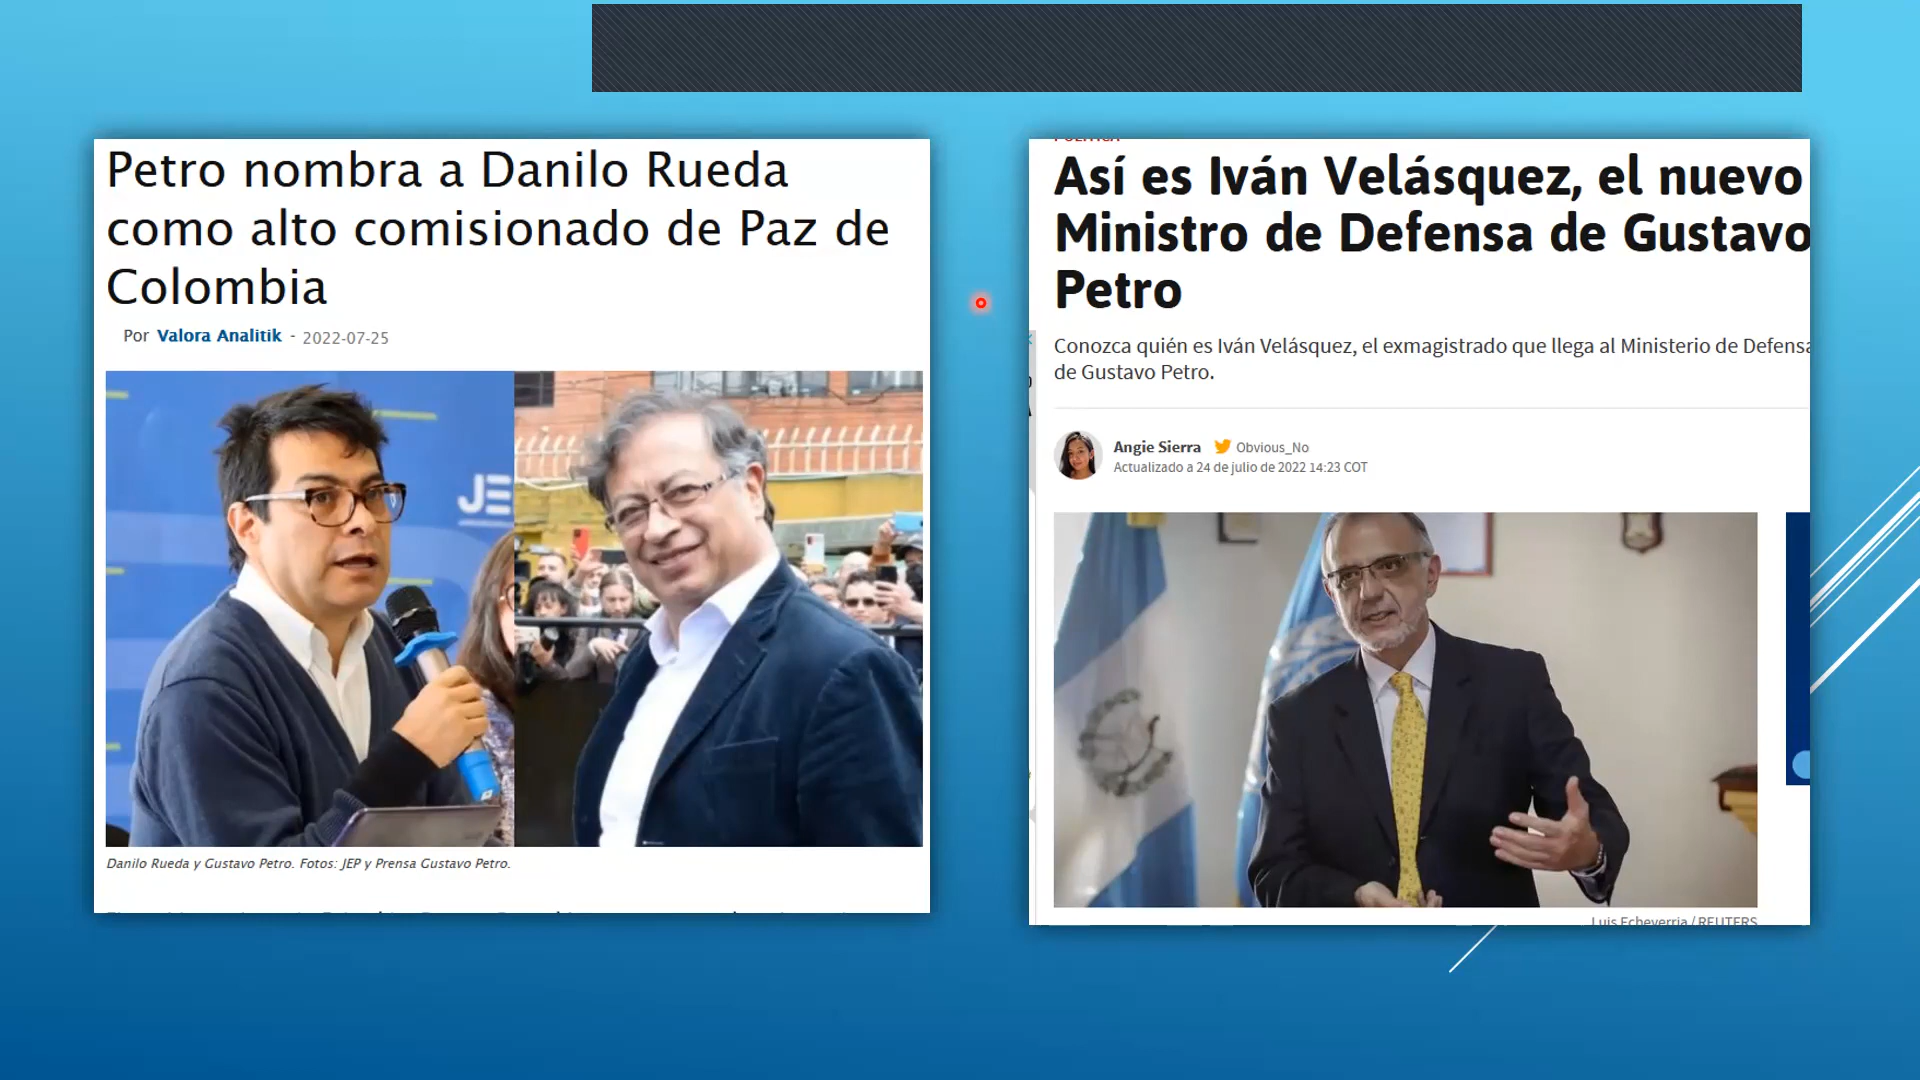 Petro nombra a Danilo Rueda
como alto comisionado de Paz de
Colombia
Por Valora Analitik - 2022-07-25
JE
Danilo Rueda y Gustavo Petro. Fotos: JEP y Prensa Gustavo Petro.
POLÍTICA
Así es Iván Velásquez, el nuevo
Ministro de Defensa de Gustavo
Petro
Conozca quién es Iván Velásquez, el exmagistrado que llega al Ministerio de Defensa
de Gustavo Petro.
Angie Sierra Obvious_No
Actualizado a 24 de julio de 2022 14:23 COT
Luis Echeverria / REUTERS